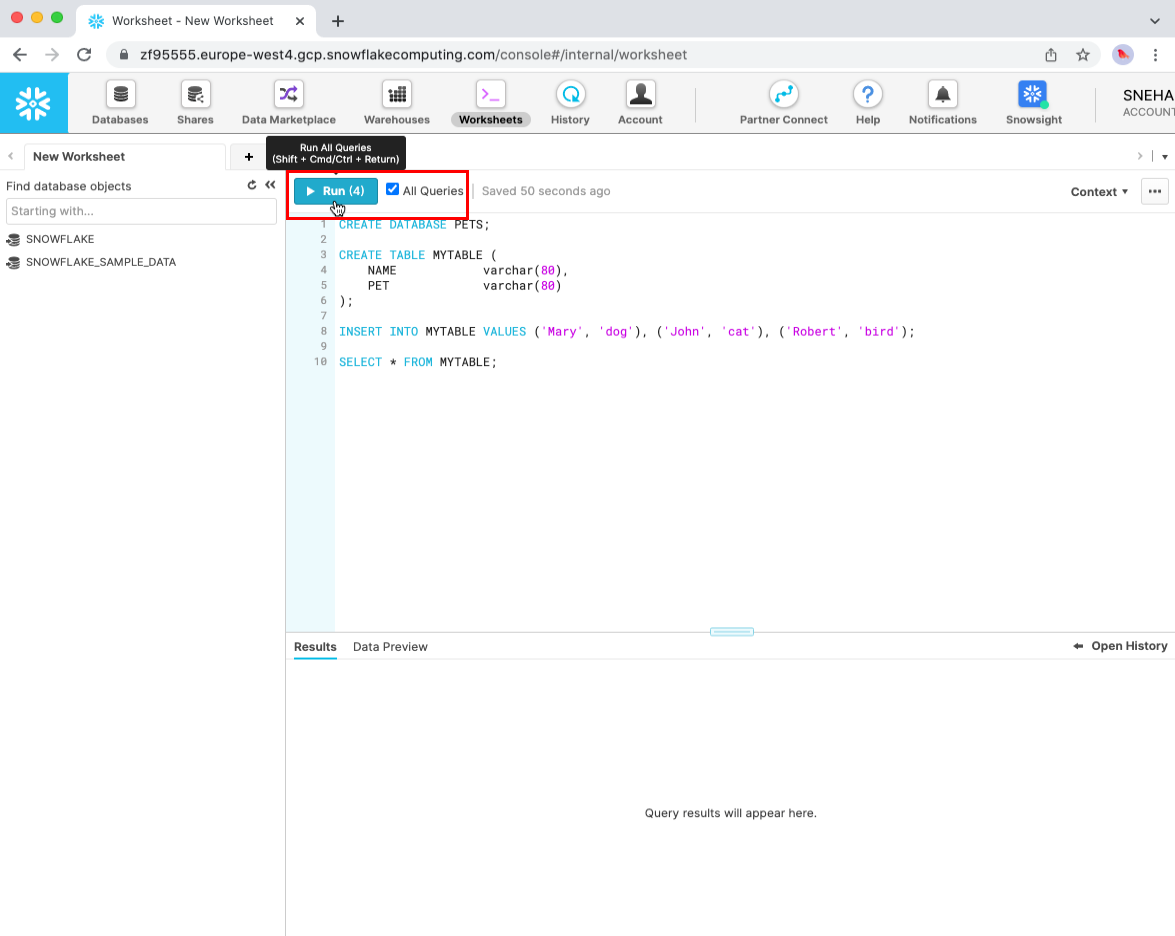 Worksheet - New Worksheet
zf95555.europe-west4.gcp.snowflakecomputing.com/console#/internal/worksheet
Databases Shares Data Marketplace Warehouses Worksheets History Account Partner Connect Help Notifications Snowsight
SNEHA
ACCOUNT
New Worksheet
Run All Queries
(Shift + Cmd/Ctrl + Return)
Find database objects
Starting with...
SNOWFLAKE
SNOWFLAKE_SAMPLE_DATA
Run (4) All Queries Saved 50 seconds ago Context
1 CREATE DATABASE PETS;
2
3 CREATE TABLE MYTABLE (
4 NAME varchar(80),
5 PET varchar(80)
6 );
7
8 INSERT INTO MYTABLE VALUES ('Mary', 'dog'), ('John', 'cat'), ('Robert', 'bird');
9
10 SELECT * FROM MYTABLE;
Results Data Preview Open History
Query results will appear here.